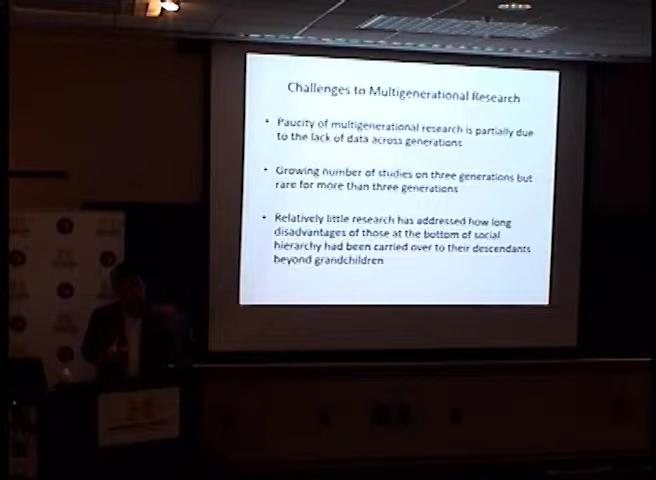 Challenges to Multigenerational Research
• Paucity of multigenerational research is partially due
to the lack of data across generations
• Growing number of studies on three generations but
rare for more than three generations
• Relatively little research has addressed how long
disadvantages of those at the bottom of social
hierarchy had been carried over to their descendants
beyond grandchildren